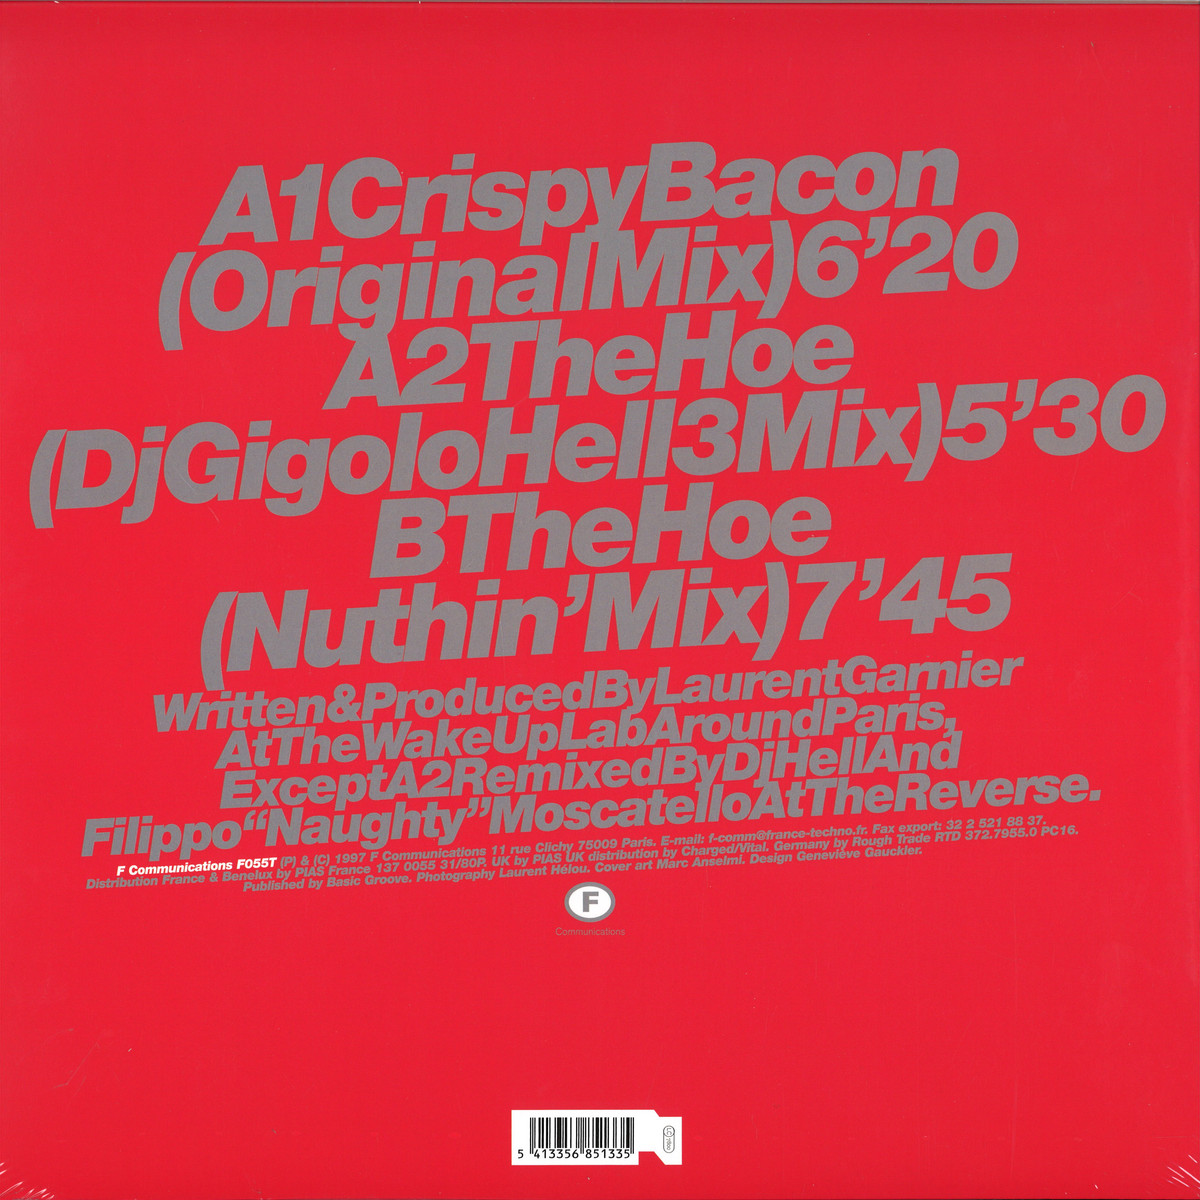 A1CrispyBacon
(OriginalMix)6’20
A2TheHoe
(DjGigoloHell3Mix)5’30
BTheHoe
(Nuthin’Mix)7’45
Written&ProducedByLaurentGarnier
AtTheWakeUpLabAroundParis,
ExceptA2RemixedByDjHellAnd
Filippo“Naughty”MoscatelloAtTheReverse.
F Communications F055T (P) & (C) 1997 F Communications 11 rue Clichy 75009 Paris. E-mail: f-comm@france-techno.fr. Fax export: 32 2 521 88 37.
Distribution France & Benelux by PIAS France 137 0055 31/80P. UK by PIAS UK distribution by Charged/Vital. Germany by Rough Trade RTD 372.7955.0 PC16.
Published by Basic Groove. Photography Laurent Hélou. Cover art Marc Anselmi. Design Geneviève Gauckler.
F
Communications
5 413356 851335